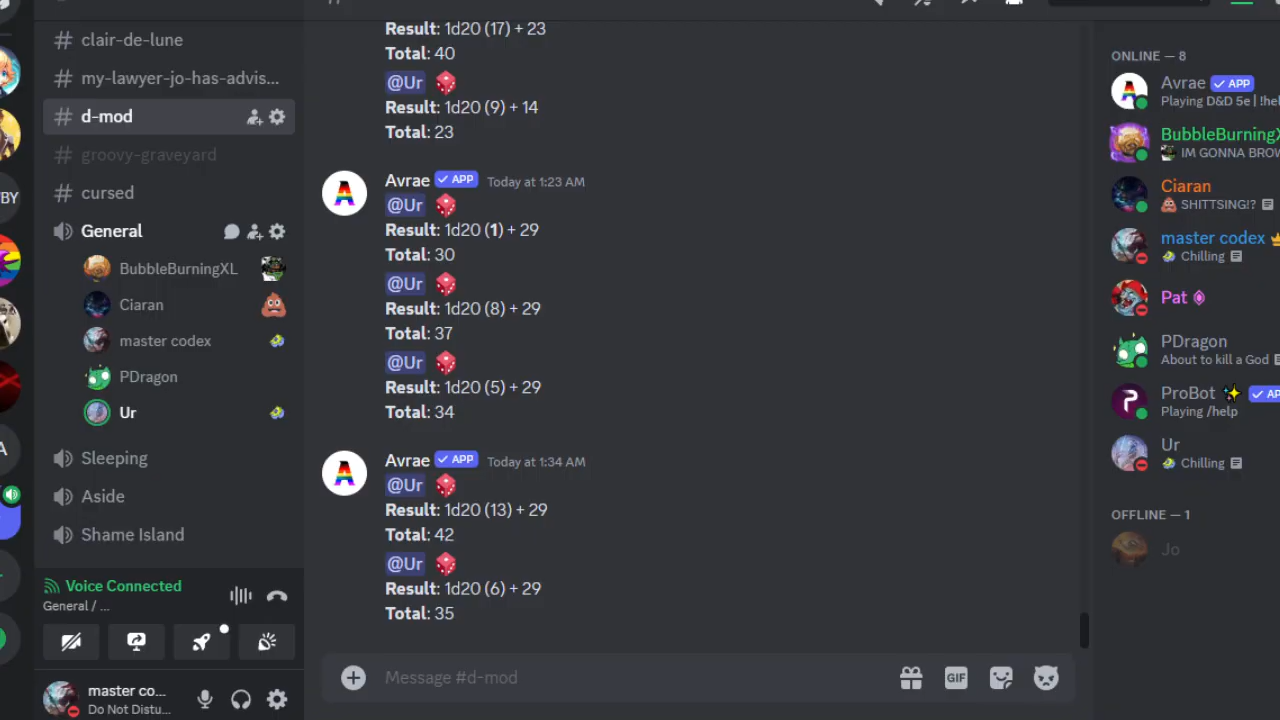 clair-de-lune
my-lawyer-jo-has-advis...
d-mod
groovy-graveyard
cursed
General
BubbleBurningXL
Ciaran
master codex
PDragon
Ur
Sleeping
Aside
Shame Island
Voice Connected
General / ...
master co...
Do Not Distu...
BY
A
Result: 1d20 (17) + 23
Total: 40
@Ur
Result: 1d20 (9) + 14
Total: 23
Avrae APP Today at 1:23 AM
@Ur
Result: 1d20 (1) + 29
Total: 30
@Ur
Result: 1d20 (8) + 29
Total: 37
@Ur
Result: 1d20 (5) + 29
Total: 34
Avrae APP Today at 1:34 AM
@Ur
Result: 1d20 (13) + 29
Total: 42
@Ur
Result: 1d20 (6) + 29
Total: 35
Message #d-mod
GIF
ONLINE — 8
Avrae APP
Playing D&D 5e | !hel
BubbleBurningX
IM GONNA BROW
Ciaran
SHITTSING!?
master codex
Chilling
Pat
PDragon
About to kill a God
ProBot AP
Playing /help
Ur
Chilling
OFFLINE — 1
Jo